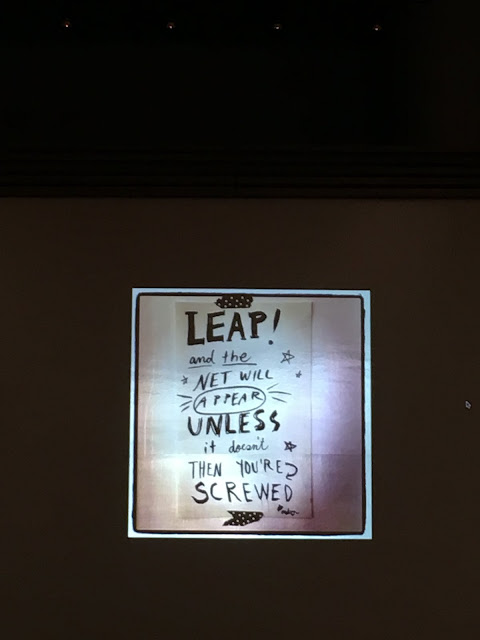 LEAP!
and the
NET WILL
APPEAR
UNLESS
it doesn't
THEN YOU'RE
SCREWED